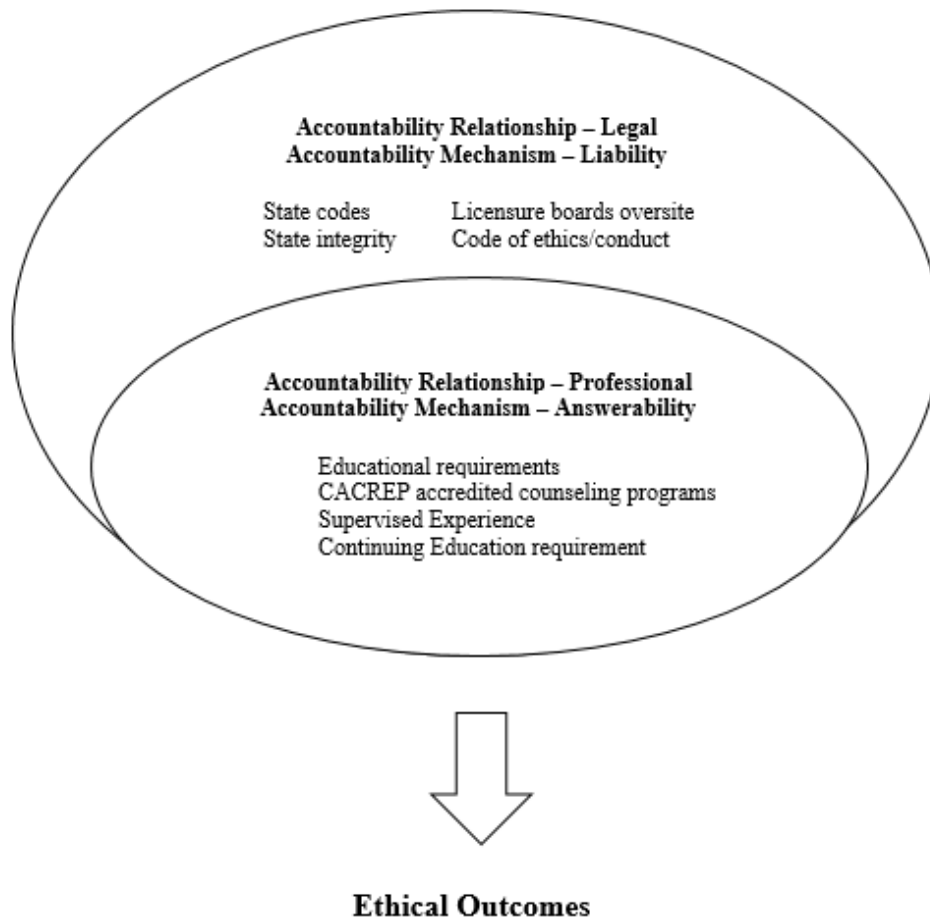 Accountability Relationship – Legal
Accountability Mechanism – Liability
State codes Licensure boards oversite
State integrity Code of ethics/conduct
Accountability Relationship – Professional
Accountability Mechanism – Answerability
Educational requirements
CACREP accredited counseling programs
Supervised Experience
Continuing Education requirement
Ethical Outcomes